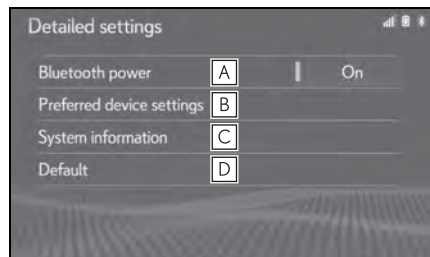 Detailed settings
Bluetooth power A On
Preferred device settings B
System information C
Default D